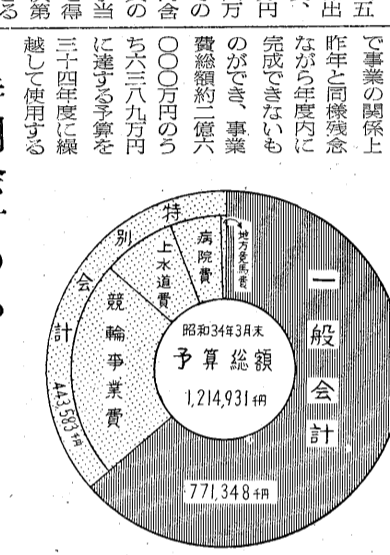 で事業の関係上
昨年と同様残念
ながら年度内に
完成できないも
のができ、事業
費総額約二億六
〇〇〇万円のう
ち六三八九万円
に達する予算を
三十四年度に繰
越して使用する
一般会計
771,348千円
特別会計
443,583千円
地方競馬費
病院費
上水道費
競輪事業費
昭和34年3月末
予算総額
1,214,931千円